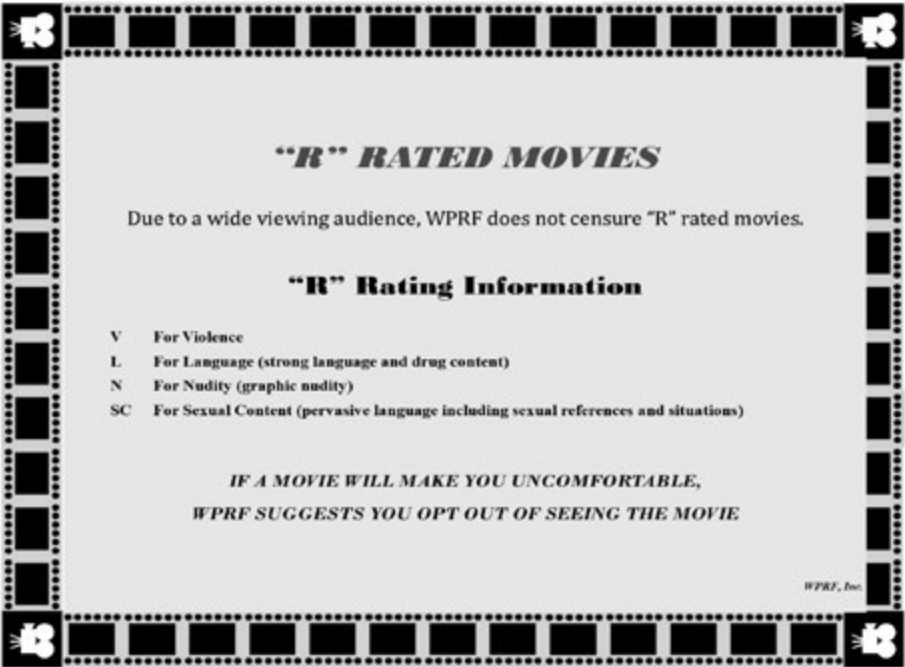 “R” RATED MOVIES
Due to a wide viewing audience, WPRF does not censure “R” rated movies.
“R” Rating Information
V For Violence
L For Language (strong language and drug content)
N For Nudity (graphic nudity)
SC For Sexual Content (pervasive language including sexual references and situations)
IF A MOVIE WILL MAKE YOU UNCOMFORTABLE,
WPRF SUGGESTS YOU OPT OUT OF SEEING THE MOVIE
WPRF, Inc.